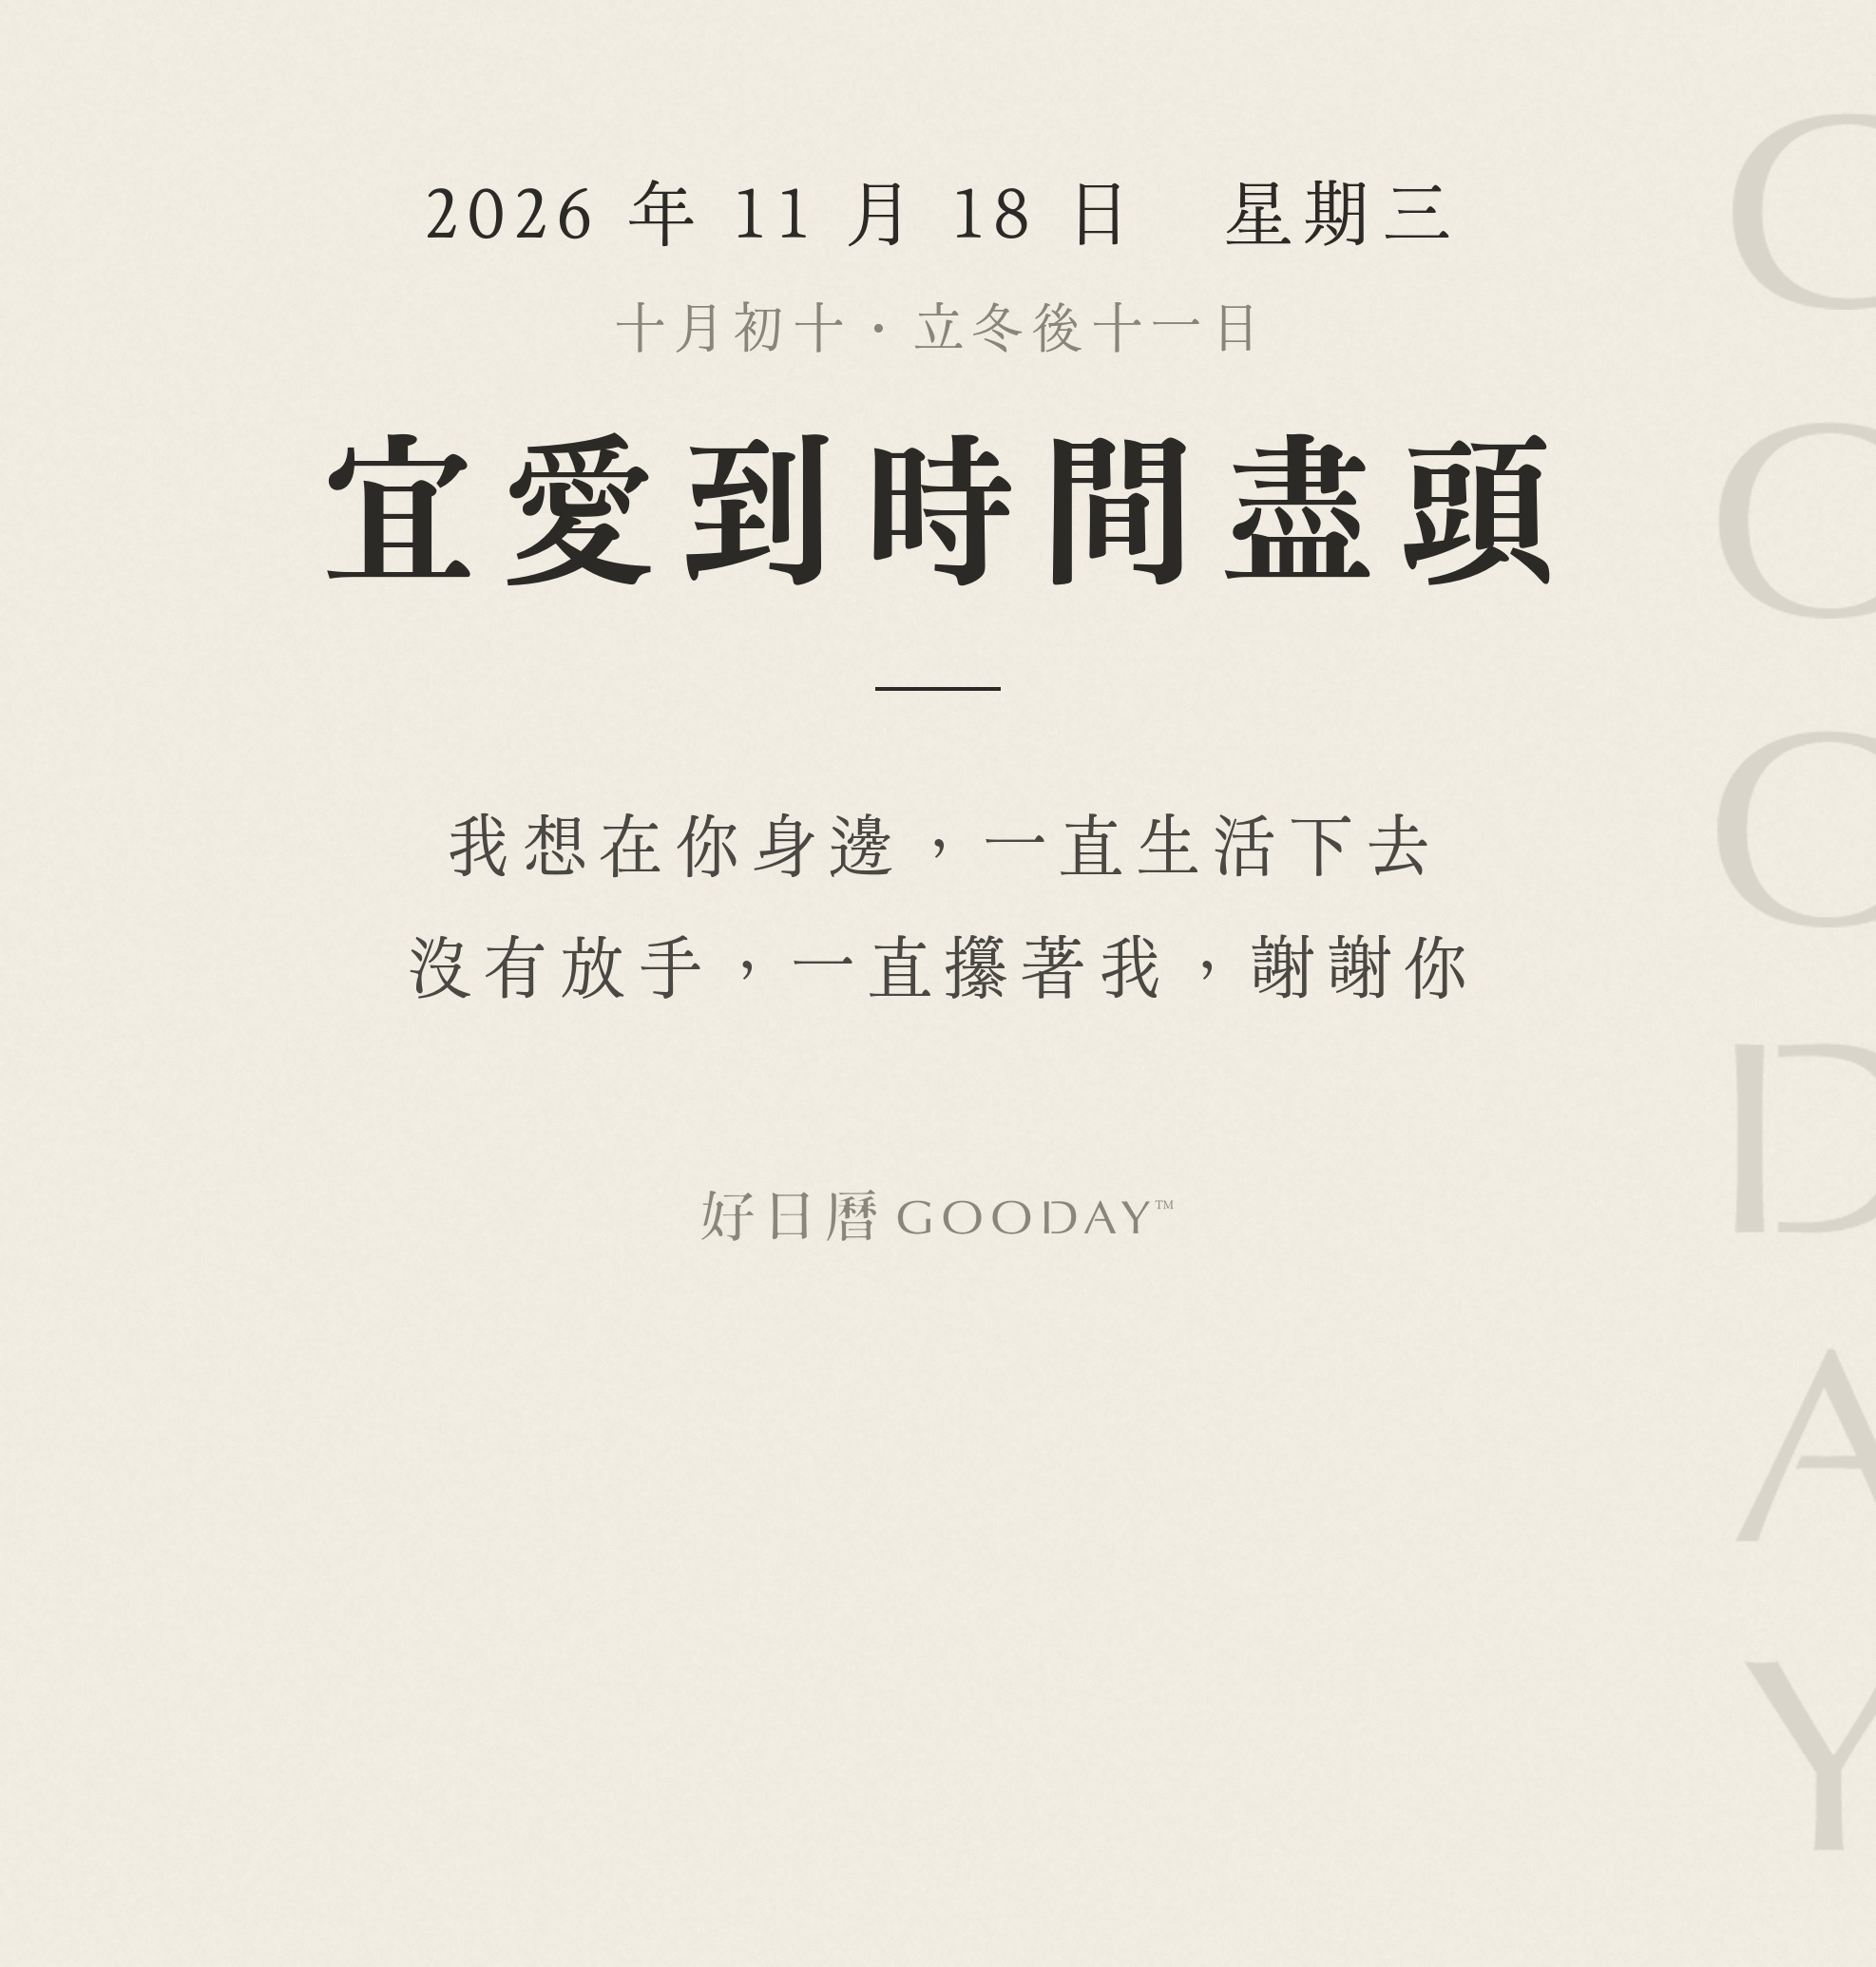 2026 年 11 月 18 日　星期三
十月初十・立冬後十一日
宜愛到時間盡頭
我想在你身邊，一直生活下去
沒有放手，一直攥著我，謝謝你
好日曆 GOODAY™
GOODAY